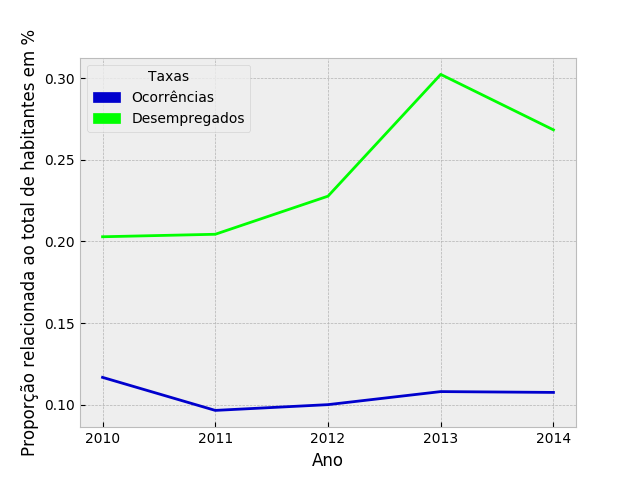 Proporção relacionada ao total de habitantes em %
0.30
0.25
0.20
0.15
0.10
Taxas
Ocorrências
Desempregados
2010 2011 2012 2013 2014
Ano